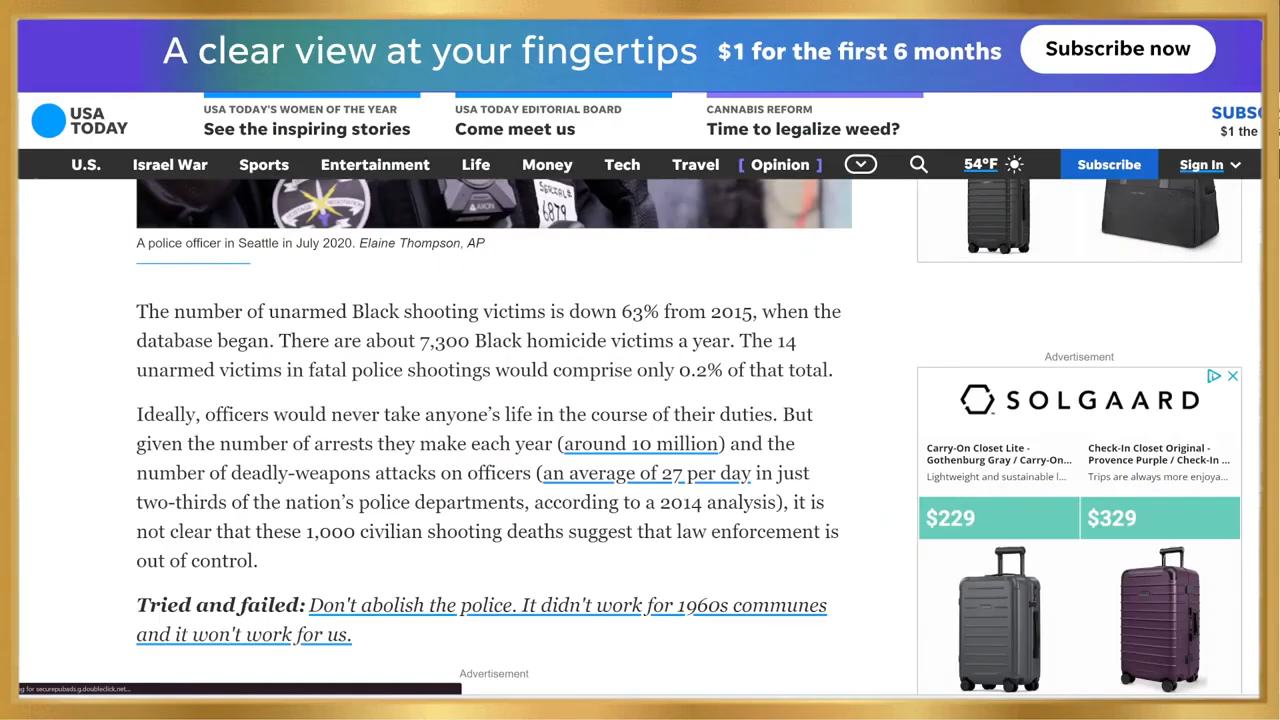 A clear view at your fingertips $1 for the first 6 months Subscribe now
USA TODAY
USA TODAY'S WOMEN OF THE YEAR
See the inspiring stories
USA TODAY EDITORIAL BOARD
Come meet us
CANNABIS REFORM
Time to legalize weed?
SUBSC
$1 the
U.S. Israel War Sports Entertainment Life Money Tech Travel [ Opinion ] 54°F Subscribe Sign In
SERIAL#
6879
AXON
A police officer in Seattle in July 2020. Elaine Thompson, AP
The number of unarmed Black shooting victims is down 63% from 2015, when the
database began. There are about 7,300 Black homicide victims a year. The 14
unarmed victims in fatal police shootings would comprise only 0.2% of that total.
Ideally, officers would never take anyone's life in the course of their duties. But
given the number of arrests they make each year (around 10 million) and the
number of deadly-weapons attacks on officers (an average of 27 per day in just
two-thirds of the nation's police departments, according to a 2014 analysis), it is
not clear that these 1,000 civilian shooting deaths suggest that law enforcement is
out of control.
Tried and failed: Don't abolish the police. It didn't work for 1960s communes
and it won't work for us.
Advertisement
Advertisement
SOLGAARD
Carry-On Closet Lite -
Gothenburg Gray / Carry-On...
Lightweight and sustainable l...
Check-In Closet Original -
Provence Purple / Check-In ...
Trips are always more enjoya...
$229
$329
g for securepubads.g.doubleclick.net...